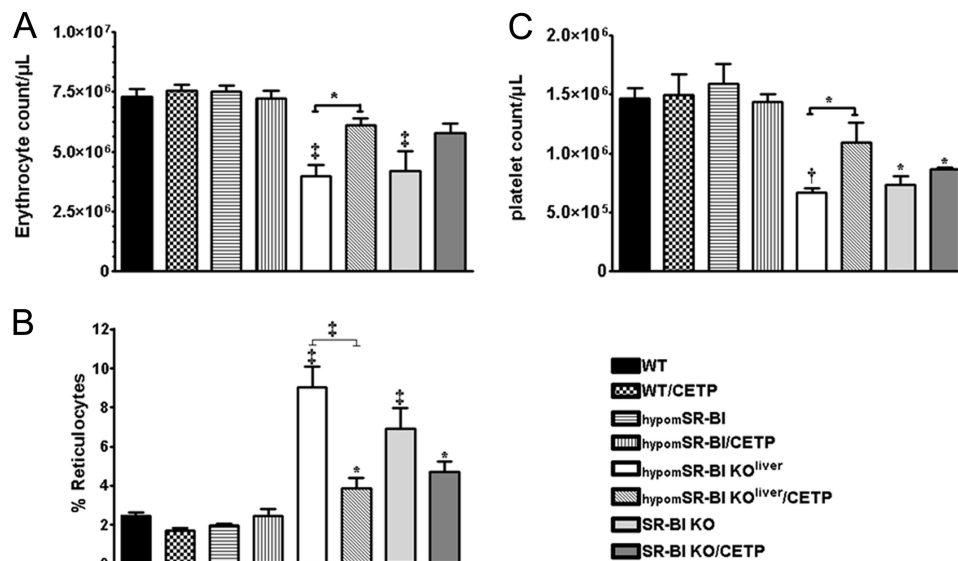 A
Erythrocyte count/µL
1.0×10⁷
7.5×10⁶
5.0×10⁶
2.5×10⁶
0
*
‡
‡
C
platelet count/µL
2.0×10⁶
1.5×10⁶
1.0×10⁶
5.0×10⁵
0
*
†
*
*
B
% Reticulocytes
12
10
8
6
4
2
0
‡
‡
*
‡
*
WT
WT/CETP
hypomSR-BI
hypomSR-BI/CETP
hypomSR-BI KOliver
hypomSR-BI KOliver/CETP
SR-BI KO
SR-BI KO/CETP